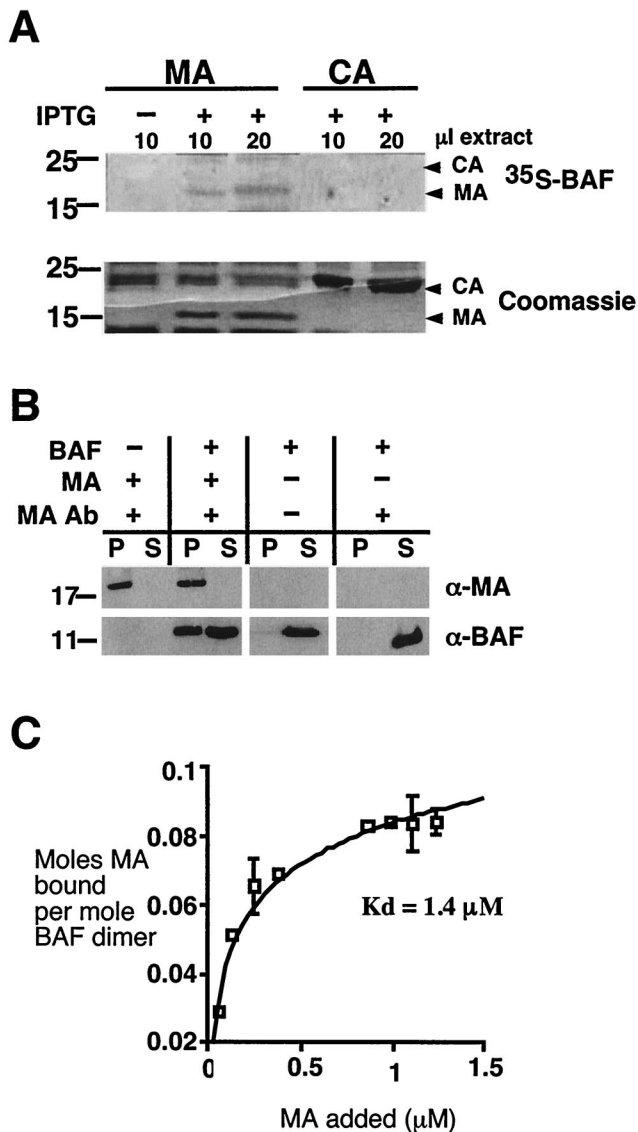 A
MA CA
IPTG – + + + +
10 10 20 10 20 µl extract
25
CA
MA
15
35S-BAF
25
CA
15
MA
Coomassie
B
BAF – + + +
MA + + – –
MA Ab + + – +
P S P S P S P S
17
α-MA
11
α-BAF
C
0.1
0.08
0.06
0.04
0.02
Moles MA
bound
per mole
BAF dimer
Kd = 1.4 µM
0 0.5 1 1.5
MA added (µM)